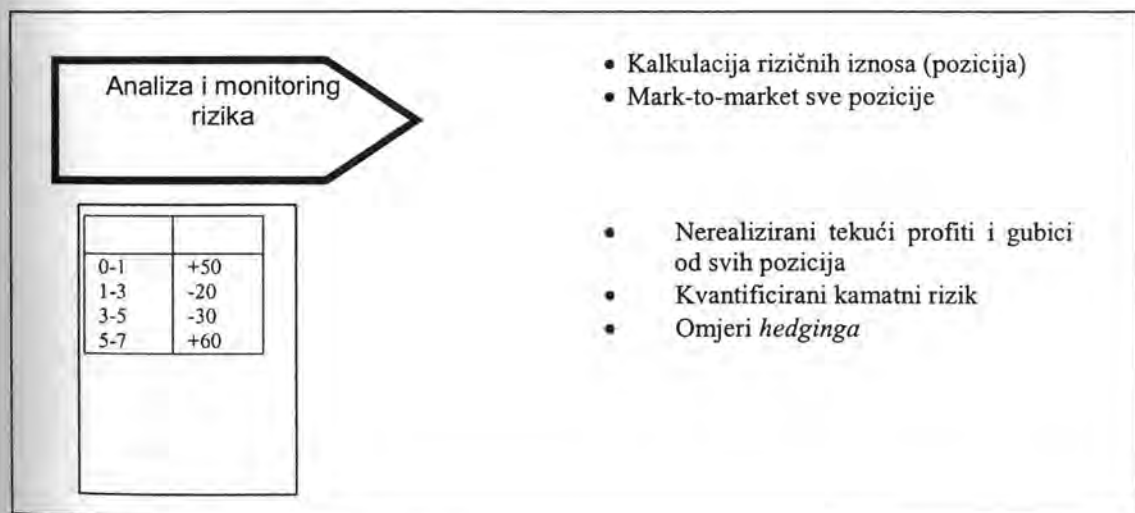 Analiza i monitoring
rizika
• Kalkulacija rizičnih iznosa (pozicija)
• Mark-to-market sve pozicije
0-1 +50
1-3 -20
3-5 -30
5-7 +60
• Nerealizirani tekući profiti i gubici
od svih pozicija
• Kvantificirani kamatni rizik
• Omjeri hedginga